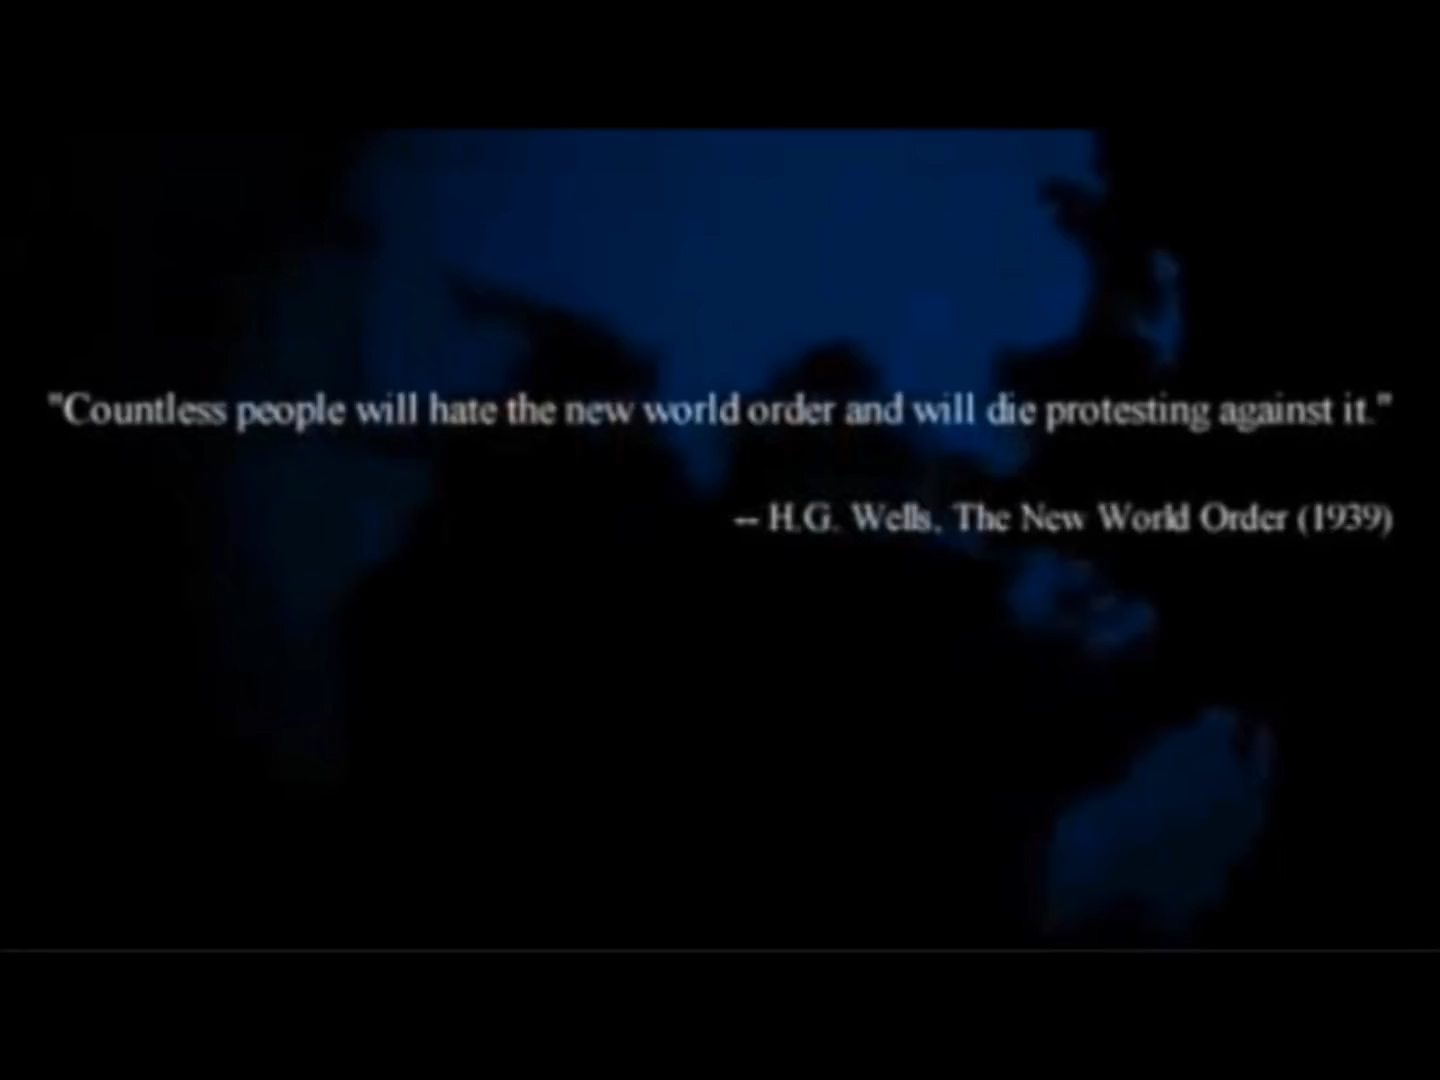 "Countless people will hate the new world order and will die protesting against it."
-- H.G. Wells, The New World Order (1939)